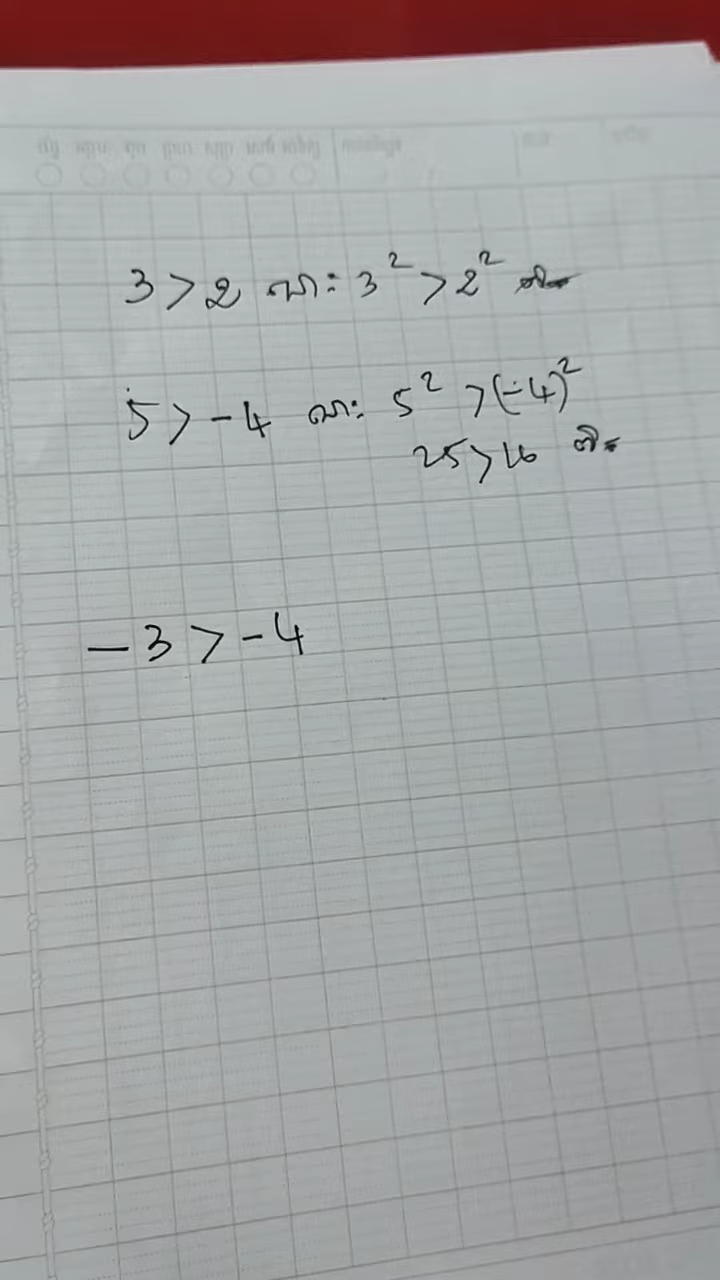 3 > 2 នោះ 3² > 2²
5 > -4 នោះ 5² > (-4)²
25 > 16 ពិត
-3 > -4